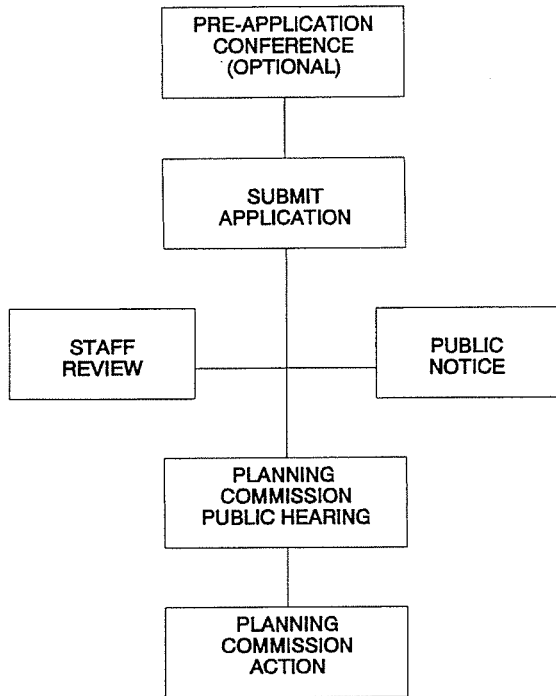 PRE-APPLICATION
CONFERENCE
(OPTIONAL)
SUBMIT
APPLICATION
STAFF
REVIEW
PUBLIC
NOTICE
PLANNING
COMMISSION
PUBLIC HEARING
PLANNING
COMMISSION
ACTION